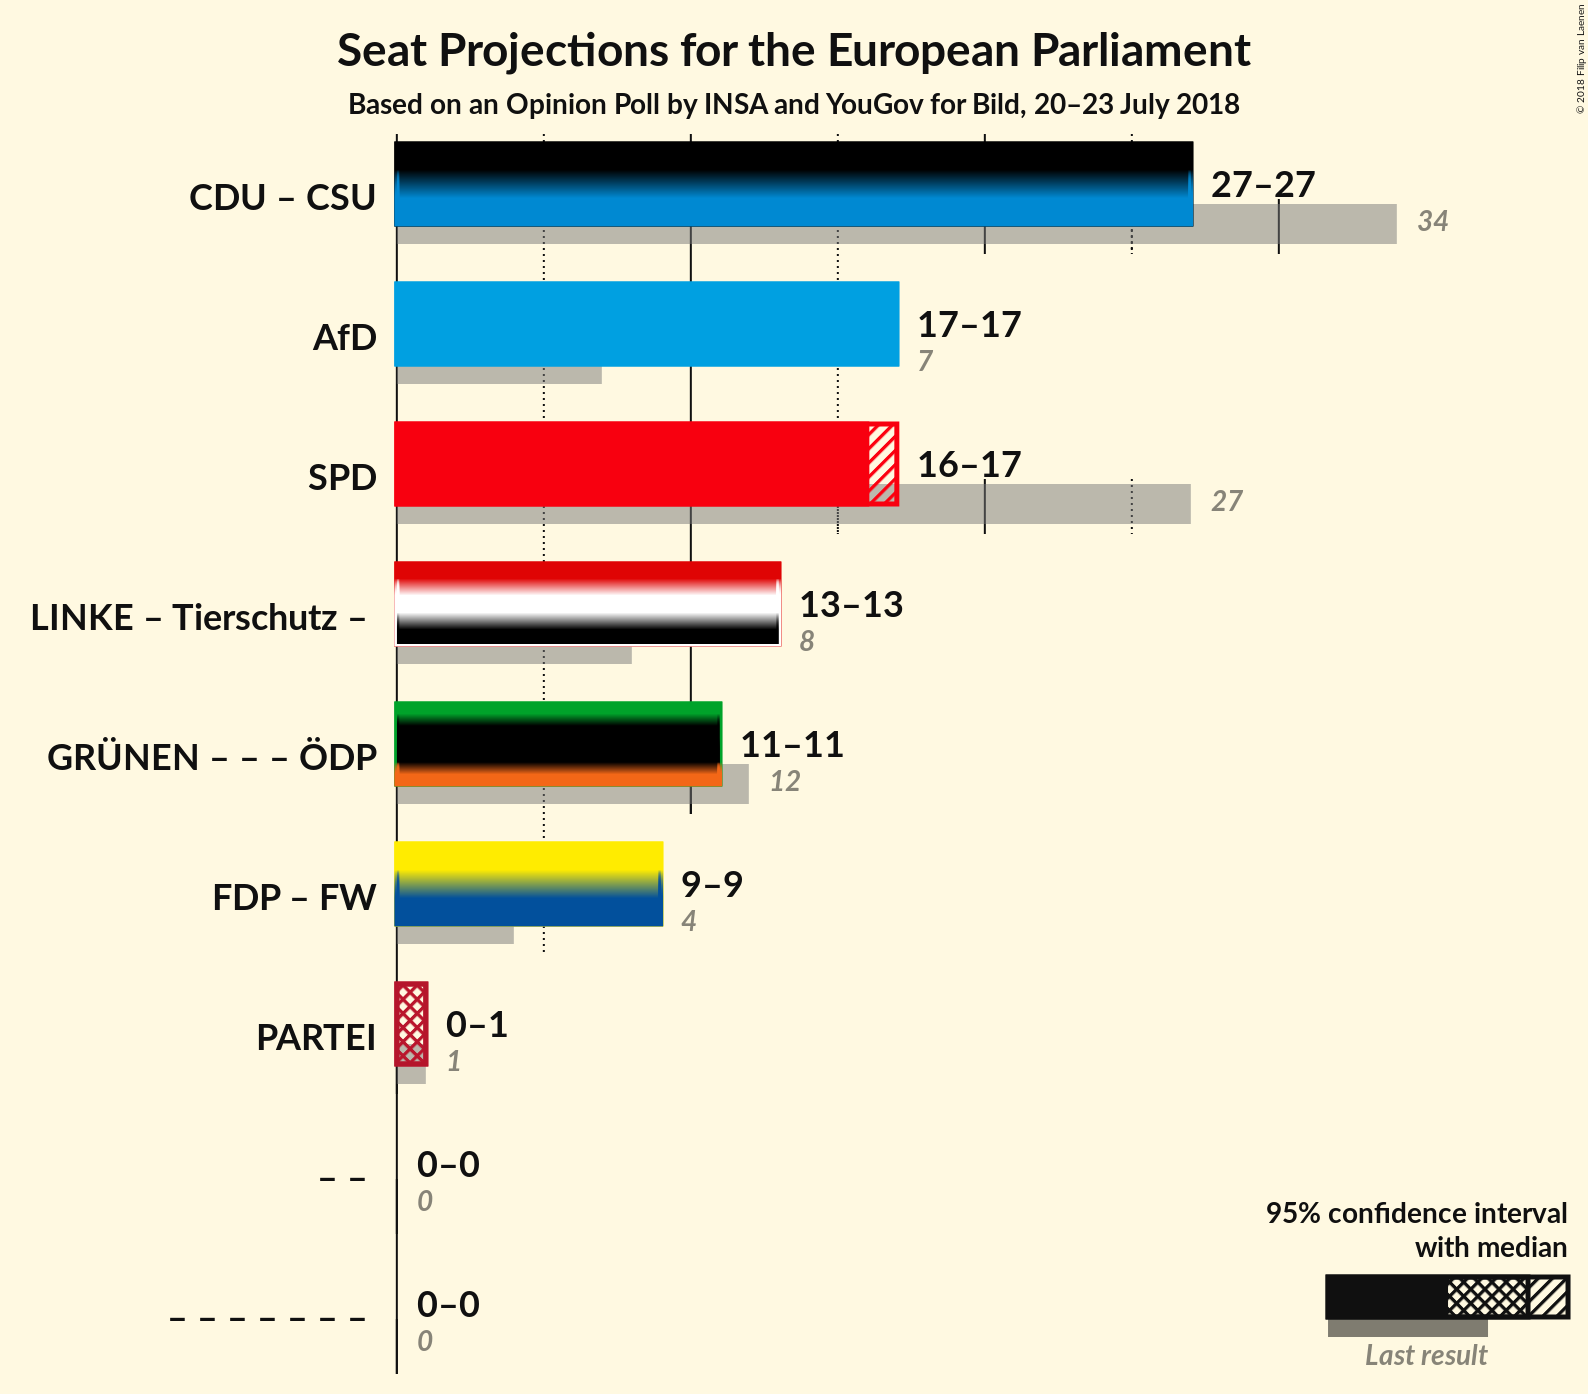 Seat Projections for the European Parliament
Based on an Opinion Poll by INSA and YouGov for Bild, 20–23 July 2018
© 2018 Filip van Laenen
CDU – CSU
27–27
34
AfD
17–17
7
SPD
16–17
27
LINKE – Tierschutz –
13–13
8
GRÜNEN – – – ÖDP
11–11
12
FDP – FW
9–9
4
PARTEI
0–1
1
– –
0–0
0
– – – – – – –
0–0
0
95% confidence interval
with median
Last result